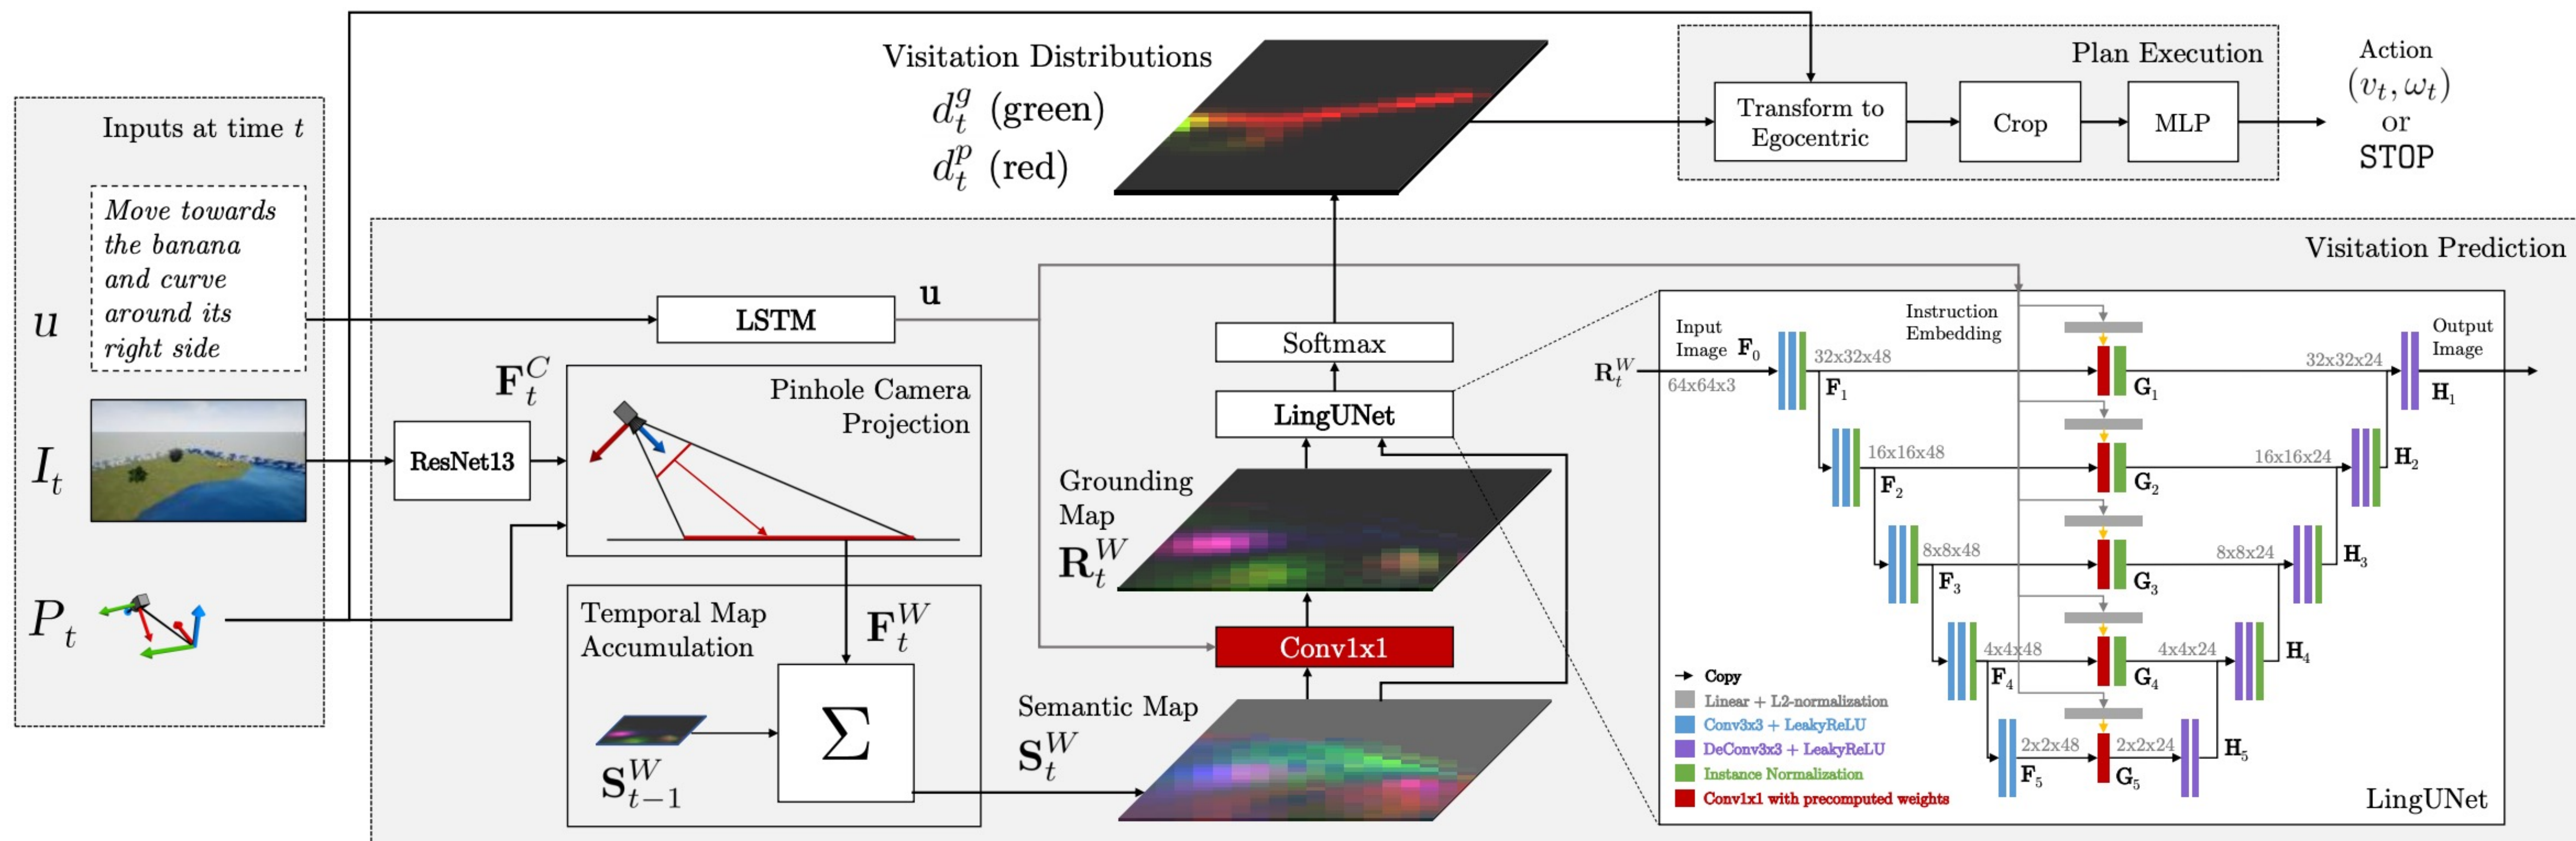 Inputs at time t
u
Move towards
the banana
and curve
around its
right side
I_t
P_t
Visitation Distributions
d_t^g (green)
d_t^p (red)
Plan Execution
Transform to
Egocentric
Crop
MLP
Action
(v_t, ω_t)
or
STOP
Visitation Prediction
LSTM
u
ResNet13
F_t^C
Pinhole Camera
Projection
Temporal Map
Accumulation
F_t^W
S_{t-1}^W
Σ
Semantic Map
S_t^W
Conv1x1
Grounding
Map
R_t^W
LingUNet
Softmax
R_t^W
Input
Image F_0
64x64x3
Instruction
Embedding
Output
Image
32x32x48
F_1
G_1
32x32x24
H_1
16x16x48
F_2
G_2
16x16x24
H_2
8x8x48
F_3
G_3
8x8x24
H_3
4x4x48
F_4
G_4
4x4x24
H_4
2x2x48
F_5
G_5
2x2x24
H_5
Copy
Linear + L2-normalization
Conv3x3 + LeakyReLU
DeConv3x3 + LeakyReLU
Instance Normalization
Conv1x1 with precomputed weights
LingUNet